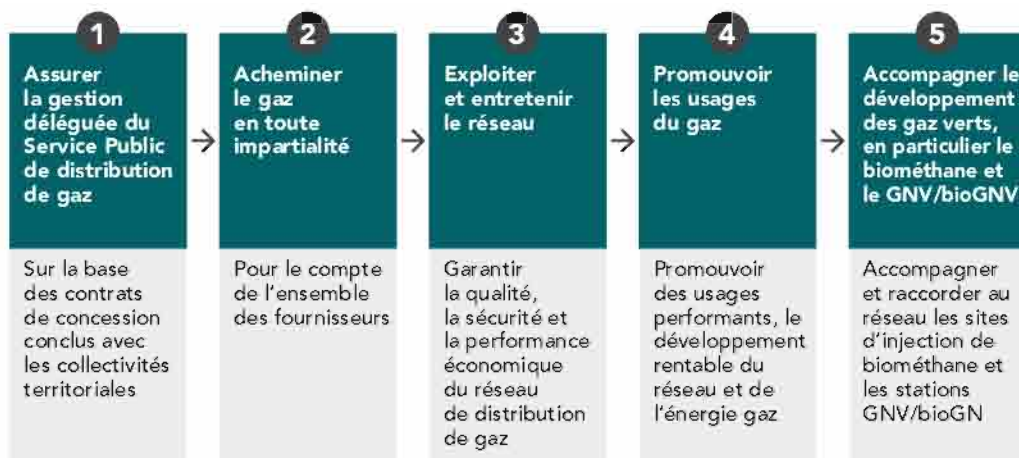 1
Assurer
la gestion
déléguée du
Service Public
de distribution
de gaz
Sur la base
des contrats
de concession
conclus avec
les collectivités
territoriales
2
Acheminer
le gaz
en toute
impartialité
Pour le compte
de l'ensemble
des fournisseurs
3
Exploiter
et entretenir
le réseau
Garantir
la qualité,
la sécurité et
la performance
économique
du réseau
de distribution
de gaz
4
Promouvoir
les usages
du gaz
Promouvoir
des usages
performants, le
développement
rentable du
réseau et de
l'énergie gaz
5
Accompagner le
développement
des gaz verts,
en particulier le
biométhane et
le GNV/bioGNV
Accompagner
et raccorder au
réseau les sites
d'injection de
biométhane et
les stations
GNV/bioGN